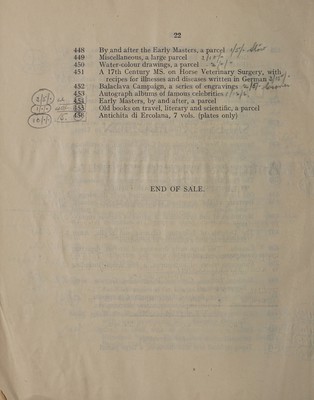 22
448 By and after the Early Masters, a parcel
449 Miscellaneous, a large parcel
450 Water-colour drawings, a parcel
451 A 17th Century MS. on Horse Veterinary Surgery, with
recipes for illnesses and diseases written in German
452 Balaclava Campaign, a series of engravings
453 Autograph albums of famous celebrities
454 Early Masters, by and after, a parcel
455 Old books on travel, literary and scientific, a parcel
456 Antichita di Ercolana, 7 vols. (plates only)
END OF SALE.